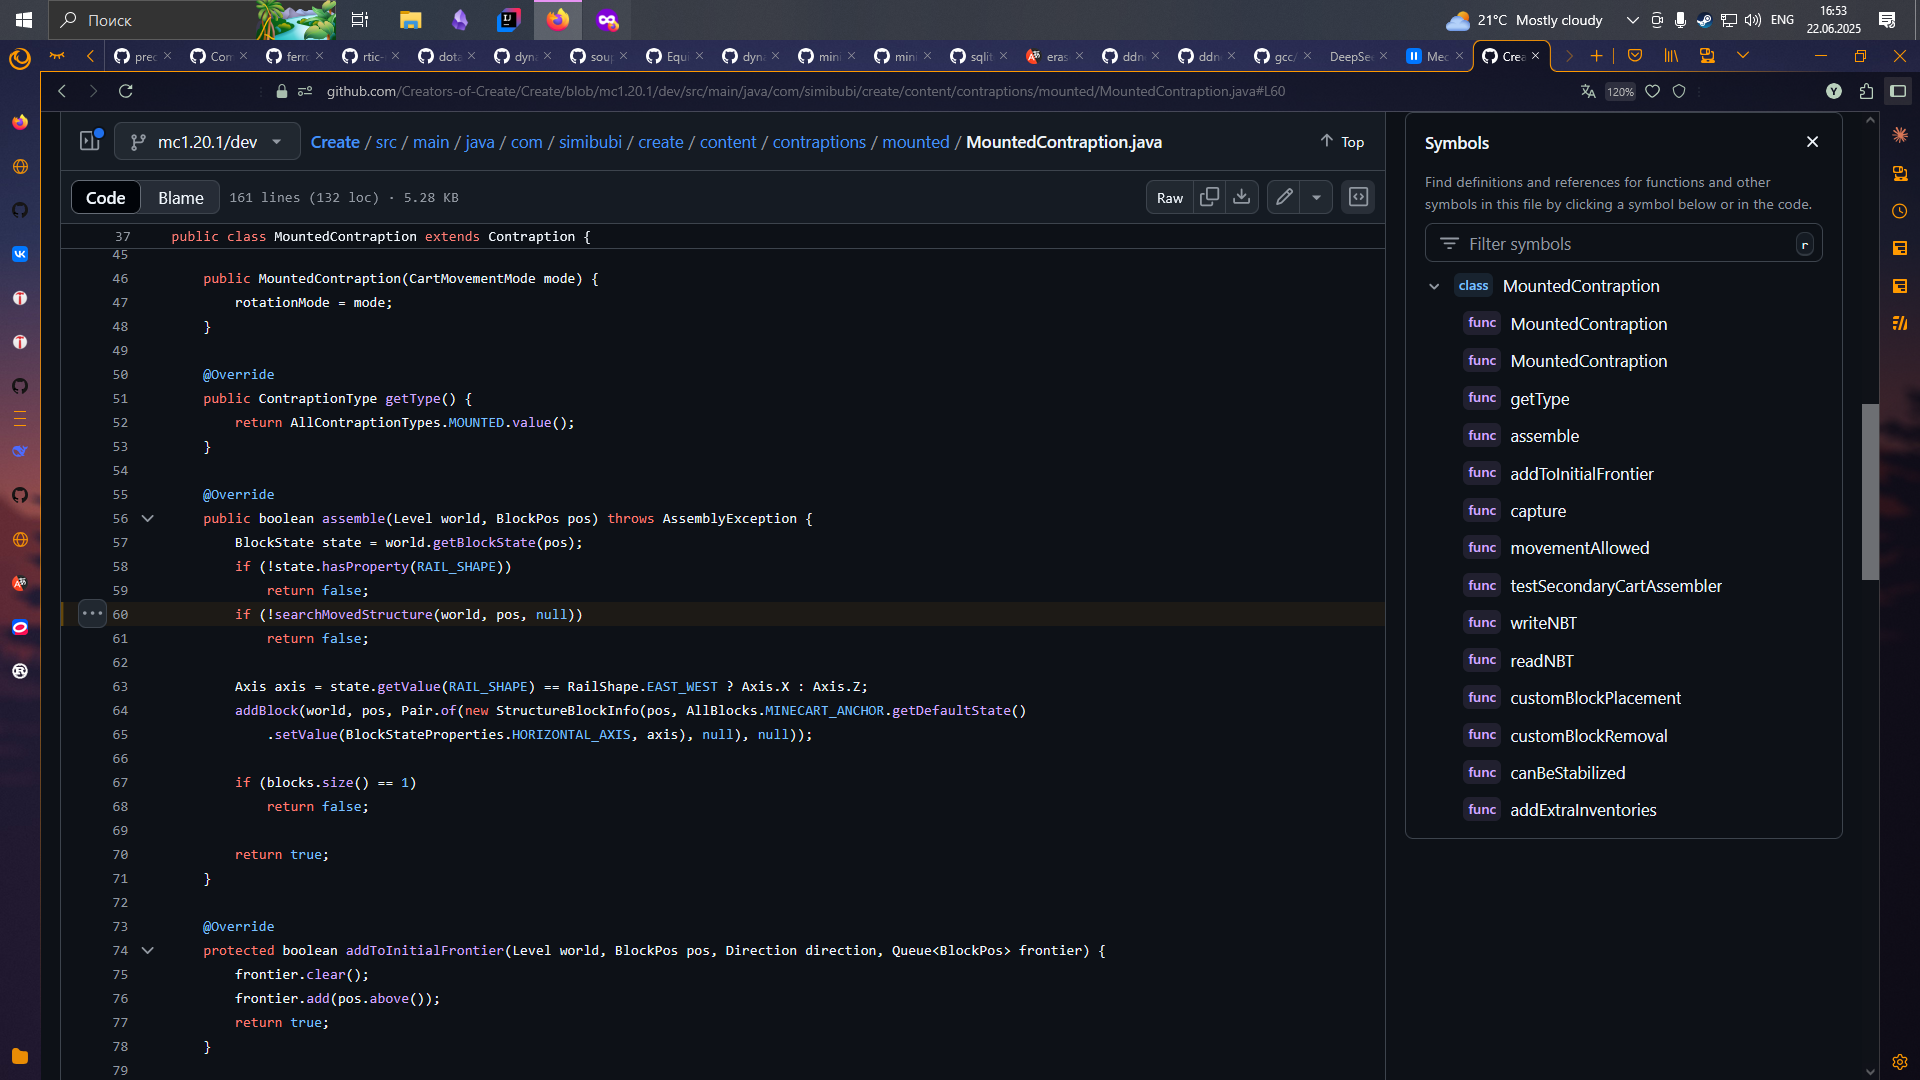 Поиск
21°C Mostly cloudy
ENG
16:53
22.06.2025
prec
Com
ferro
rtic-
dota
dyna
soup
Equi
dyna
mini
mini
sqlit
eras
ddn
ddn
gcc/
DeepSee
Mec
Crea
github.com/Creators-of-Create/Create/blob/mc1.20.1/dev/src/main/java/com/simibubi/create/content/contraptions/mounted/MountedContraption.java#L60
120%
Y
mc1.20.1/dev
Create / src / main / java / com / simibubi / create / content / contraptions / mounted / MountedContraption.java
Top
Code
Blame
161 lines (132 loc) · 5.28 KB
Raw
37 public class MountedContraption extends Contraption {
45
46 public MountedContraption(CartMovementMode mode) {
47 rotationMode = mode;
48 }
49
50 @Override
51 public ContraptionType getType() {
52 return AllContraptionTypes.MOUNTED.value();
53 }
54
55 @Override
56 public boolean assemble(Level world, BlockPos pos) throws AssemblyException {
57 BlockState state = world.getBlockState(pos);
58 if (!state.hasProperty(RAIL_SHAPE))
59 return false;
60 if (!searchMovedStructure(world, pos, null))
61 return false;
62
63 Axis axis = state.getValue(RAIL_SHAPE) == RailShape.EAST_WEST ? Axis.X : Axis.Z;
64 addBlock(world, pos, Pair.of(new StructureBlockInfo(pos, AllBlocks.MINECART_ANCHOR.getDefaultState()
65 .setValue(BlockStateProperties.HORIZONTAL_AXIS, axis), null), null));
66
67 if (blocks.size() == 1)
68 return false;
69
70 return true;
71 }
72
73 @Override
74 protected boolean addToInitialFrontier(Level world, BlockPos pos, Direction direction, Queue<BlockPos> frontier) {
75 frontier.clear();
76 frontier.add(pos.above());
77 return true;
78 }
79
Symbols
Find definitions and references for functions and other
symbols in this file by clicking a symbol below or in the code.
Filter symbols
r
class MountedContraption
func MountedContraption
func MountedContraption
func getType
func assemble
func addToInitialFrontier
func capture
func movementAllowed
func testSecondaryCartAssembler
func writeNBT
func readNBT
func customBlockPlacement
func customBlockRemoval
func canBeStabilized
func addExtraInventories